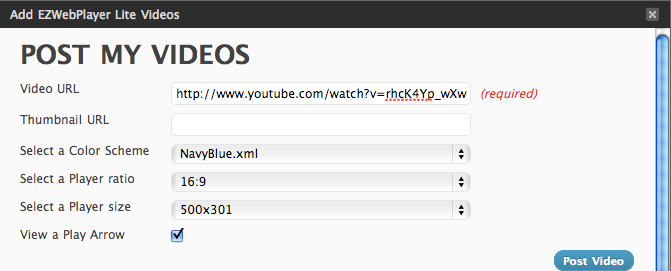 Add EZWebPlayer Lite Videos
POST MY VIDEOS
Video URL http://www.youtube.com/watch?v=rhcK4Yp_wXw (required)
Thumbnail URL
Select a Color Scheme NavyBlue.xml
Select a Player ratio 16:9
Select a Player size 500x301
View a Play Arrow
Post Video